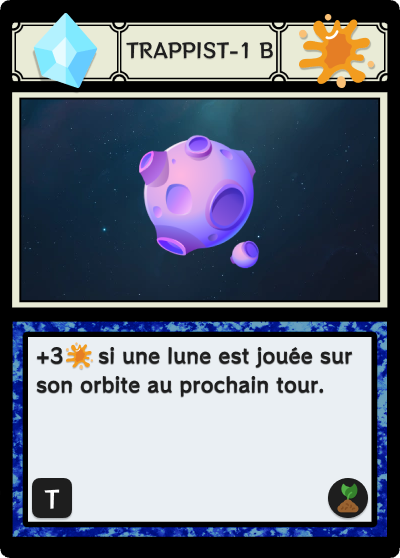 TRAPPIST-1 B
+3 si une lune est jouée sur
son orbite au prochain tour.
T